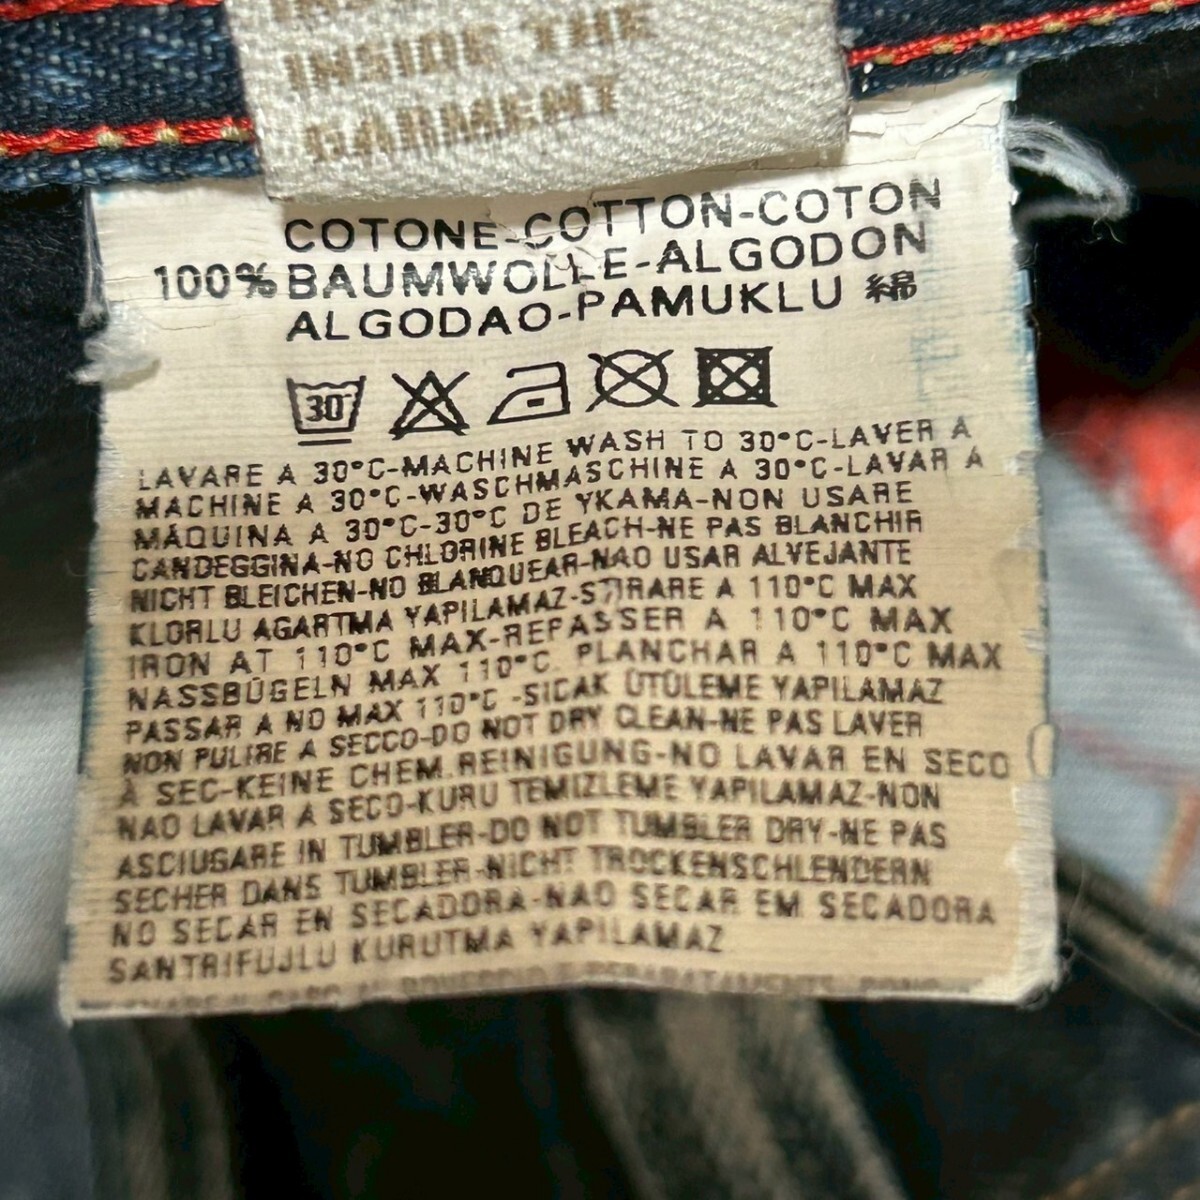 INSIDE THE
GARMENT
COTONE-COTTON-COTON
100% BAUMWOLLE-ALGODON
ALGODAO-PAMUKLU 綿
30
LAVARE A 30°C-MACHINE WASH TO 30°C-LAVER A
MACHINE A 30°C-WASCHMASCHINE A 30°C-LAVAR A
MÁQUINA A 30°C-30°C DE YKAMA-NON USARE
CANDEGGINA-NO CHLORINE BLEACH-NE PAS BLANCHIR
NICHT BLEICHEN-NO BLANQUEAR-NAO USAR ALVEJANTE
KLORLU AGARTMA YAPILAMAZ-STIRARE A 110°C MAX
IRON AT 110°C MAX-REPASSER A 110°C MAX
NASSBÜGELN MAX 110°C PLANCHAR A 110°C MAX
PASSAR A NO MAX 110°C -SICAK ÜTÜLEME YAPILAMAZ
NON PULIRE A SECCO-DO NOT DRY CLEAN-NE PAS LAVER
À SEC-KEINE CHEM.REINIGUNG-NO LAVAR EN SECO
NAO LAVAR A SECO-KURU TEMIZLEME YAPILAMAZ-NON
ASCIUGARE IN TUMBLER-DO NOT TUMBLER DRY-NE PAS
SECHER DANS TUMBLER-NICHT TROCKENSCHLENDERN
NO SECAR EN SECADORA-NAO SECAR EM SECADORA
SANTRIFUJLU KURUTMA YAPILAMAZ